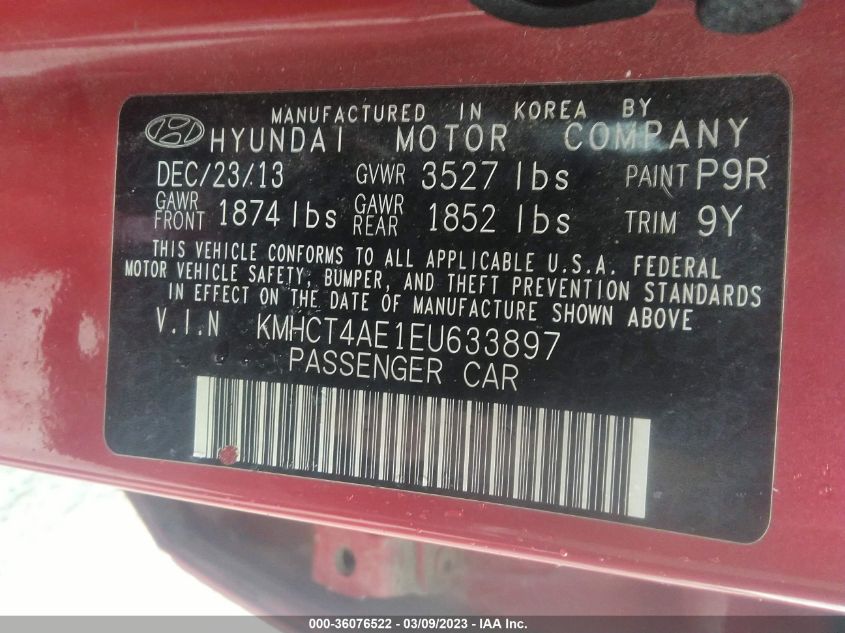 MANUFACTURED IN KOREA BY
HYUNDAI MOTOR COMPANY
DEC/23/13 GVWR 3527 lbs PAINT P9R
GAWR FRONT 1874 lbs GAWR REAR 1852 lbs TRIM 9Y
THIS VEHICLE CONFORMS TO ALL APPLICABLE U.S.A. FEDERAL
MOTOR VEHICLE SAFETY, BUMPER, AND THEFT PREVENTION STANDARDS
IN EFFECT ON THE DATE OF MANUFACTURE SHOWN ABOVE
V.I.N KMHCT4AE1EU633897
PASSENGER CAR
000-36076522 - 03/09/2023 - IAA Inc.